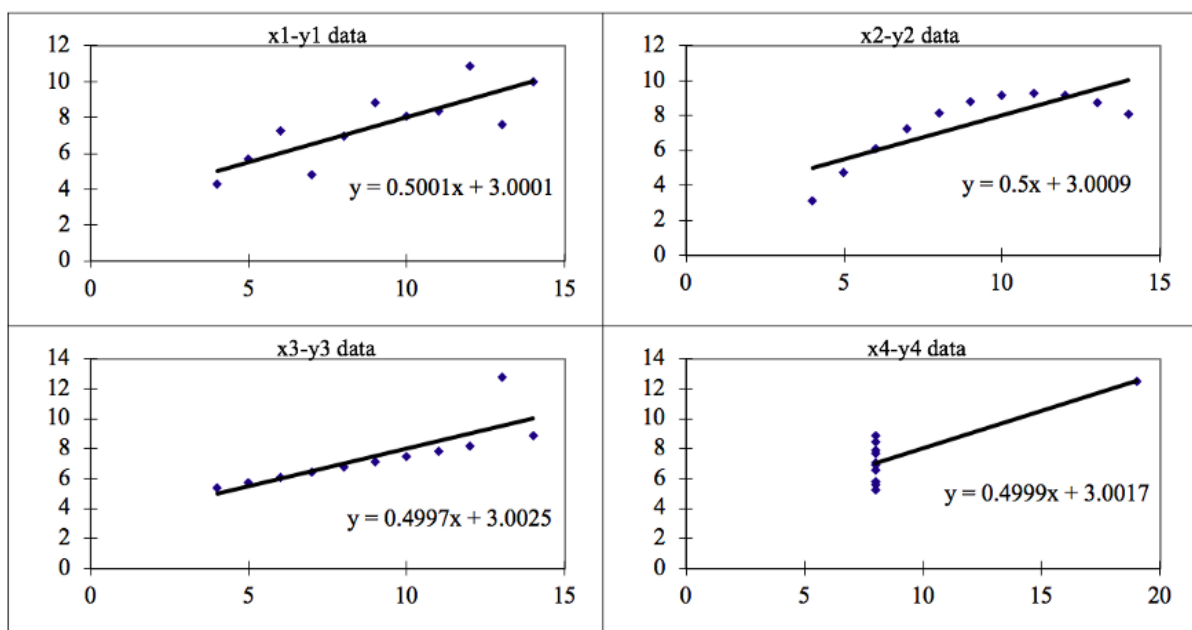 x1-y1 data
12
10
8
6
4
2
0
0 5 10 15
y = 0.5001x + 3.0001
x2-y2 data
12
10
8
6
4
2
0
0 5 10 15
y = 0.5x + 3.0009
x3-y3 data
14
12
10
8
6
4
2
0
0 5 10 15
y = 0.4997x + 3.0025
x4-y4 data
14
12
10
8
6
4
2
0
0 5 10 15 20
y = 0.4999x + 3.0017